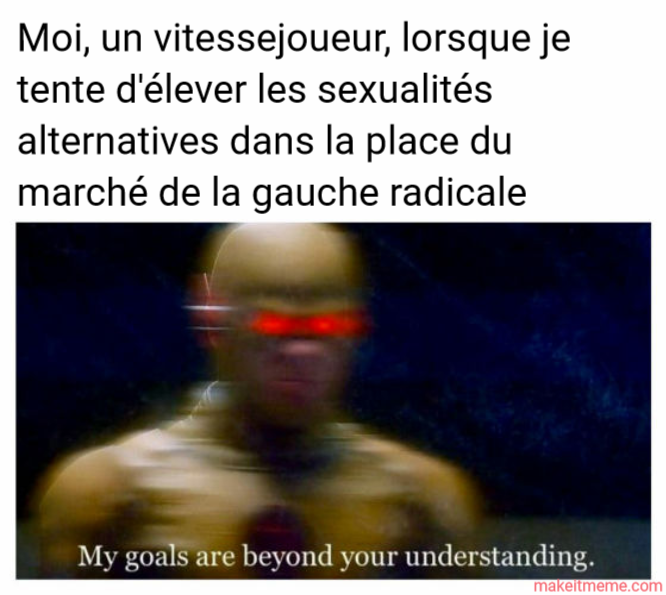 Moi, un vitessejoueur, lorsque je
tente d'élever les sexualités
alternatives dans la place du
marché de la gauche radicale
My goals are beyond your understanding.
makeitmeme.com